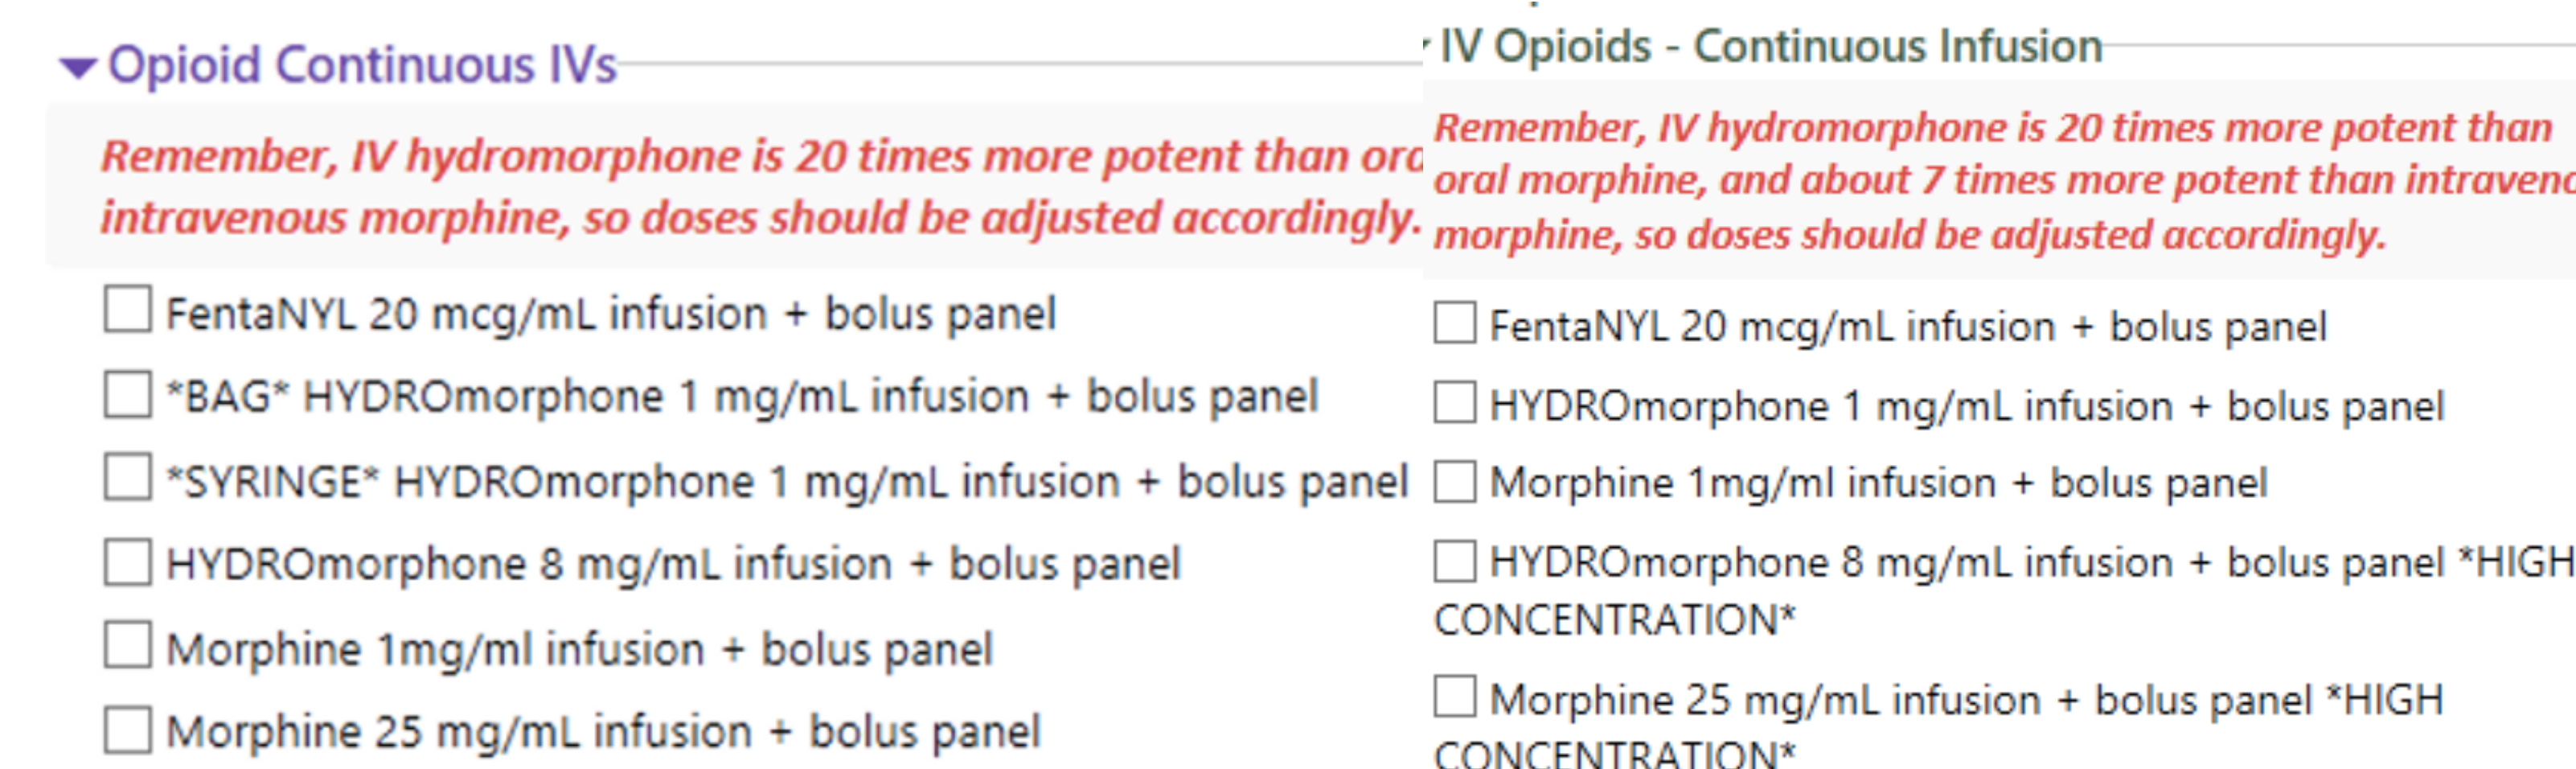 Opioid Continuous IVs
Remember, IV hydromorphone is 20 times more potent than
intravenous morphine, so doses should be adjusted accordingly.
FentaNYL 20 mcg/mL infusion + bolus panel
*BAG* HYDROmorphone 1 mg/mL infusion + bolus panel
*SYRINGE* HYDROmorphone 1 mg/mL infusion + bolus panel
HYDROmorphone 8 mg/mL infusion + bolus panel
Morphine 1mg/ml infusion + bolus panel
Morphine 25 mg/mL infusion + bolus panel
IV Opioids - Continuous Infusion
Remember, IV hydromorphone is 20 times more potent than
oral morphine, and about 7 times more potent than
morphine, so doses should be adjusted accordingly.
FentaNYL 20 mcg/mL infusion + bolus panel
HYDROmorphone 1 mg/mL infusion + bolus panel
Morphine 1mg/ml infusion + bolus panel
HYDROmorphone 8 mg/mL infusion + bolus panel *HIGH
CONCENTRATION*
Morphine 25 mg/mL infusion + bolus panel *HIGH
CONCENTRATION*